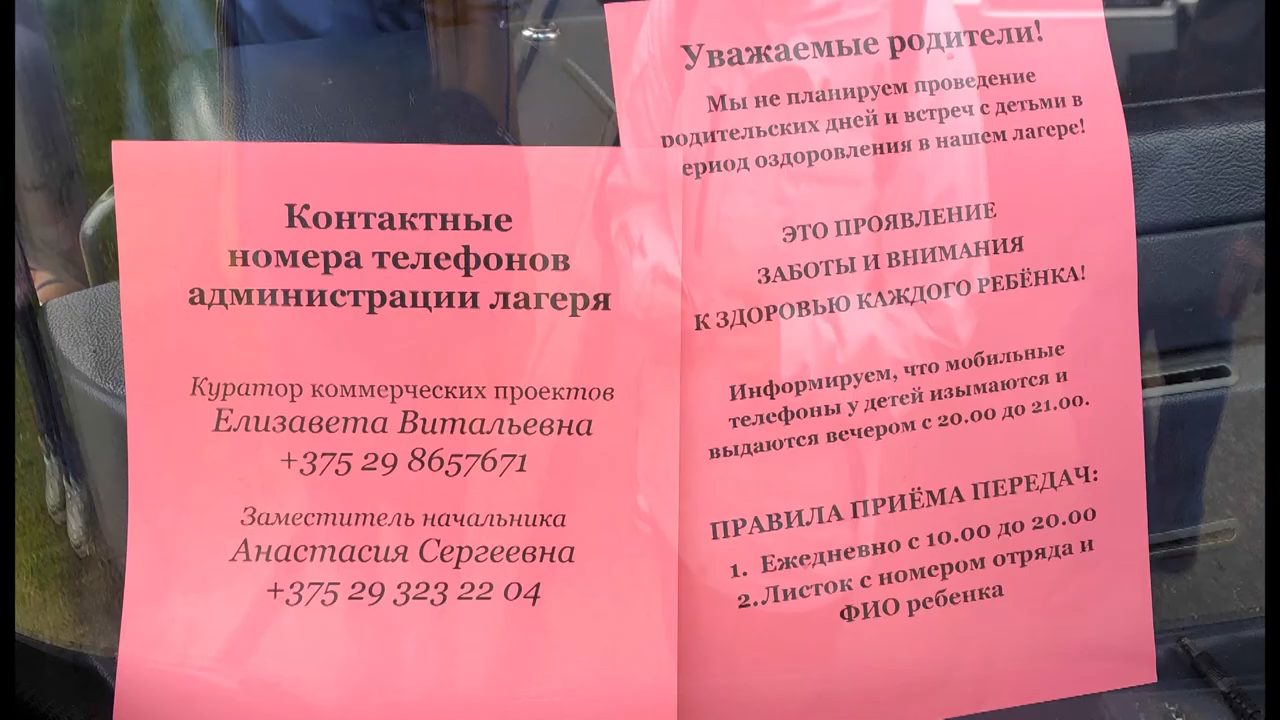 Контактные
номера телефонов
администрации лагеря
Куратор коммерческих проектов
Елизавета Витальевна
+375 29 8657671
Заместитель начальника
Анастасия Сергеевна
+375 29 323 22 04
Уважаемые родители!
Мы не планируем проведение
родительских дней и встреч с детьми в
ериод оздоровления в нашем лагере!
ЭТО ПРОЯВЛЕНИЕ
ЗАБОТЫ И ВНИМАНИЯ
К ЗДОРОВЬЮ КАЖДОГО РЕБЁНКА!
Информируем, что мобильные
телефоны у детей изымаются и
выдаются вечером с 20.00 до 21.00.
ПРАВИЛА ПРИЁМА ПЕРЕДАЧ:
1. Ежедневно с 10.00 до 20.00
2. Листок с номером отряда и
ФИО ребенка